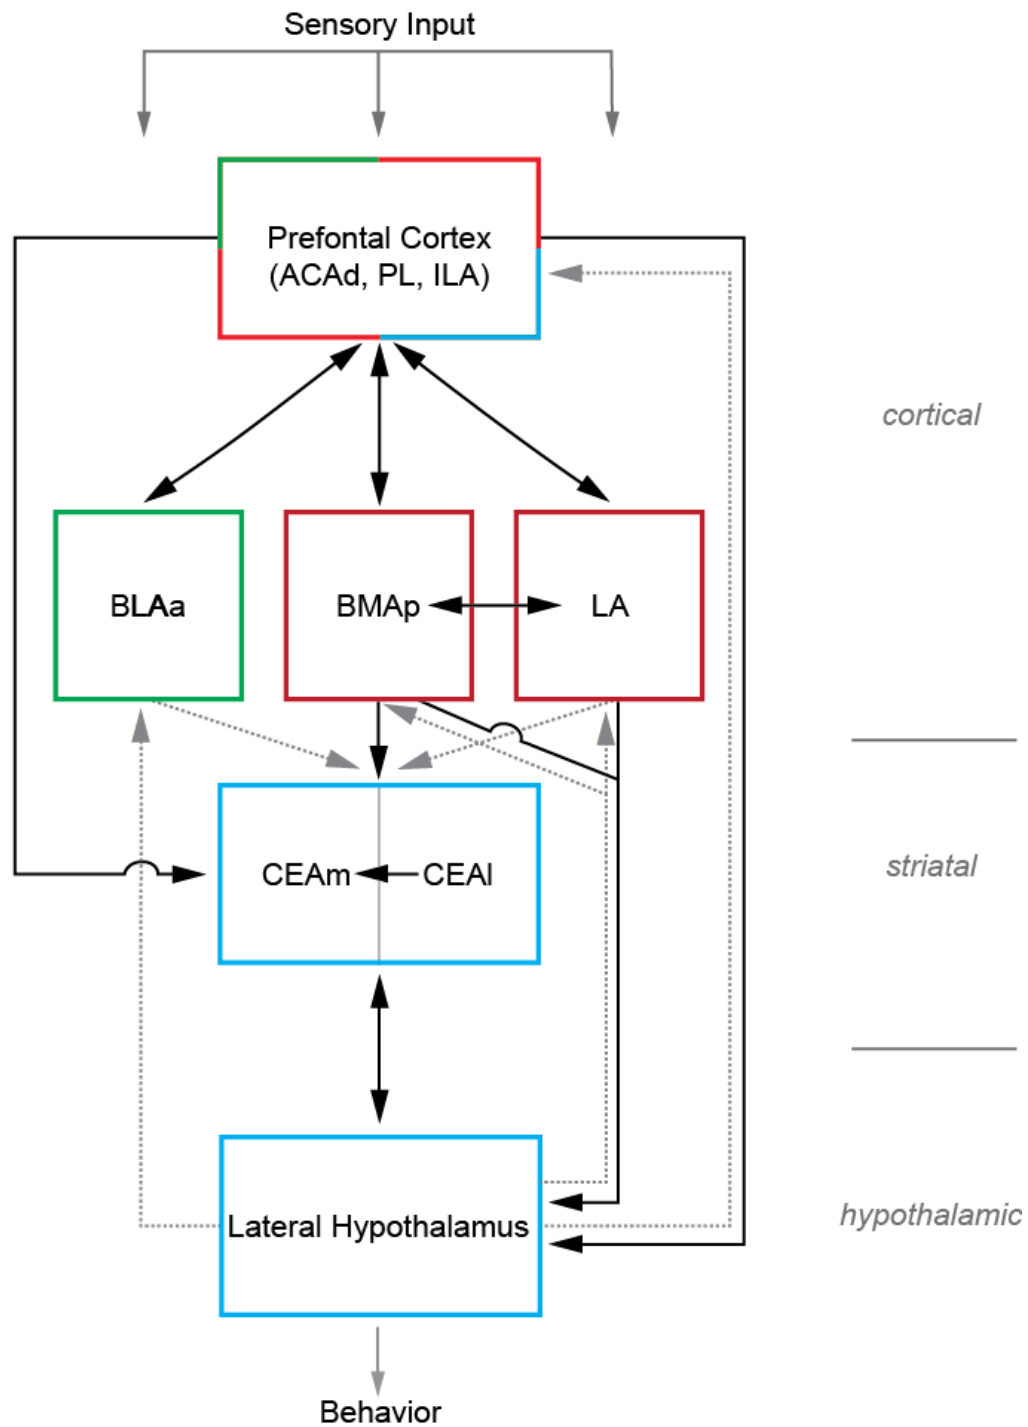 Sensory Input
Prefontal Cortex
(ACAd, PL, ILA)
cortical
BLAa
BMAp
LA
striatal
CEAm
CEAl
hypothalamic
Lateral Hypothalamus
Behavior